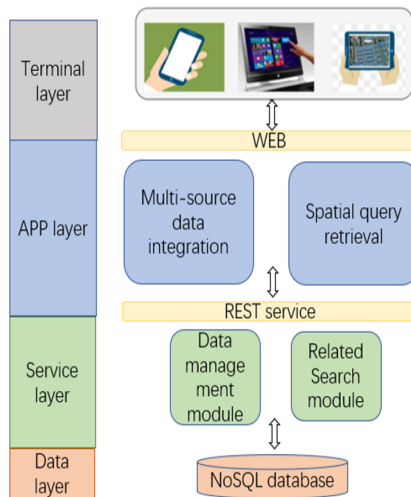 Terminal
layer
WEB
APP layer
Multi-source
data
integration
Spatial query
retrieval
REST service
Service
layer
Data
manage
ment
module
Related
Search
module
Data
layer
NoSQL database